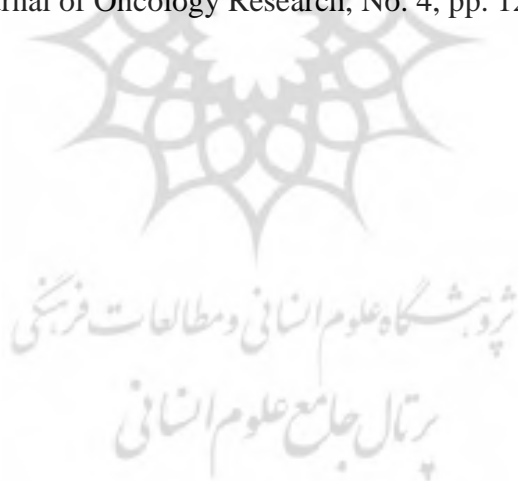 rnal of Oncology Research, No. 4, pp. 12
پژوهشگاه علوم انسانی و مطالعات فرهنگی
پرتال جامع علوم انسانی